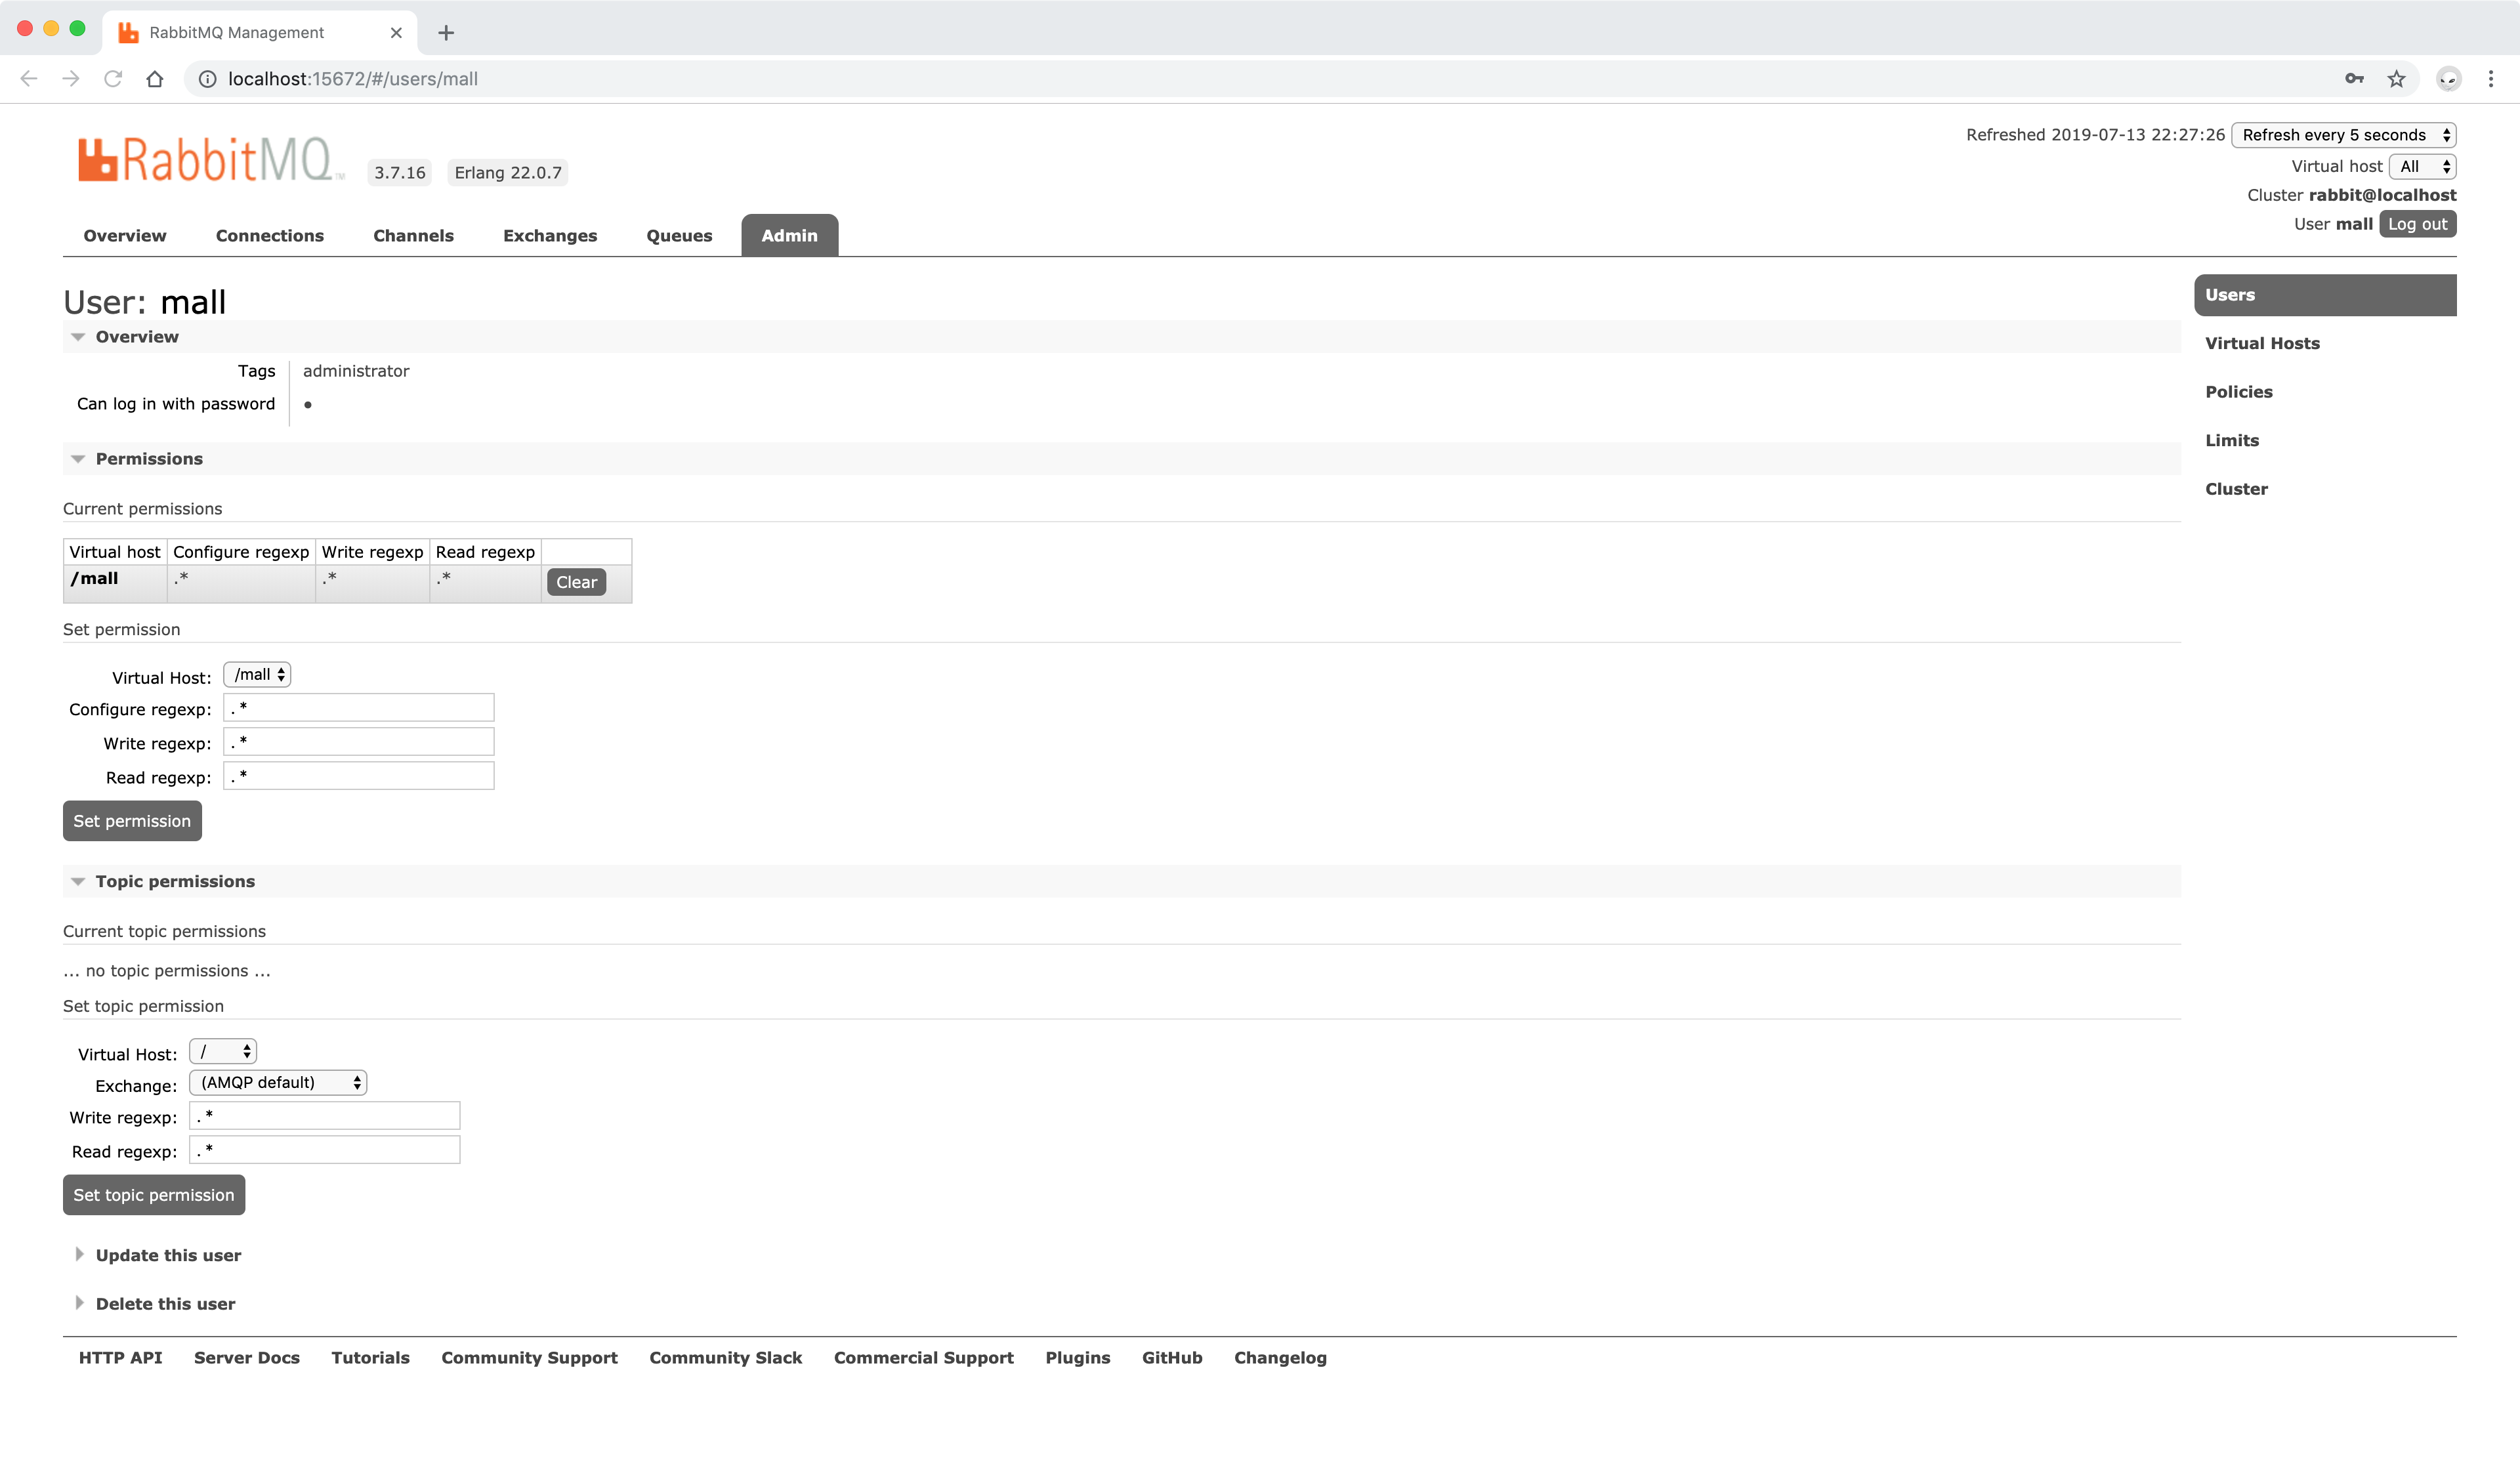 RabbitMQ Management
localhost:15672/#/users/mall
RabbitMQ TM 3.7.16 Erlang 22.0.7
Refreshed 2019-07-13 22:27:26 Refresh every 5 seconds
Virtual host All
Cluster rabbit@localhost
User mall Log out
Overview Connections Channels Exchanges Queues Admin
User: mall
Overview
Tags administrator
Can log in with password ●
Permissions
Current permissions
Virtual host Configure regexp Write regexp Read regexp
/mall .* .* .* Clear
Set permission
Virtual Host: /mall
Configure regexp: .*
Write regexp: .*
Read regexp: .*
Set permission
Topic permissions
Current topic permissions
... no topic permissions ...
Set topic permission
Virtual Host: /
Exchange: (AMQP default)
Write regexp: .*
Read regexp: .*
Set topic permission
Update this user
Delete this user
Users
Virtual Hosts
Policies
Limits
Cluster
HTTP API Server Docs Tutorials Community Support Community Slack Commercial Support Plugins GitHub Changelog